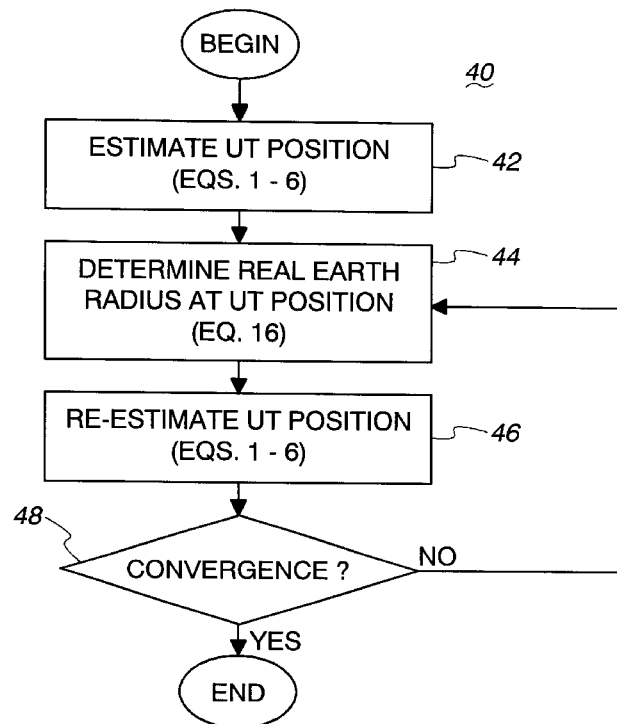 BEGIN
40
ESTIMATE UT POSITION
(EQS. 1 - 6)
42
DETERMINE REAL EARTH
RADIUS AT UT POSITION
(EQ. 16)
44
RE-ESTIMATE UT POSITION
(EQS. 1 - 6)
46
48
CONVERGENCE ?
NO
YES
END